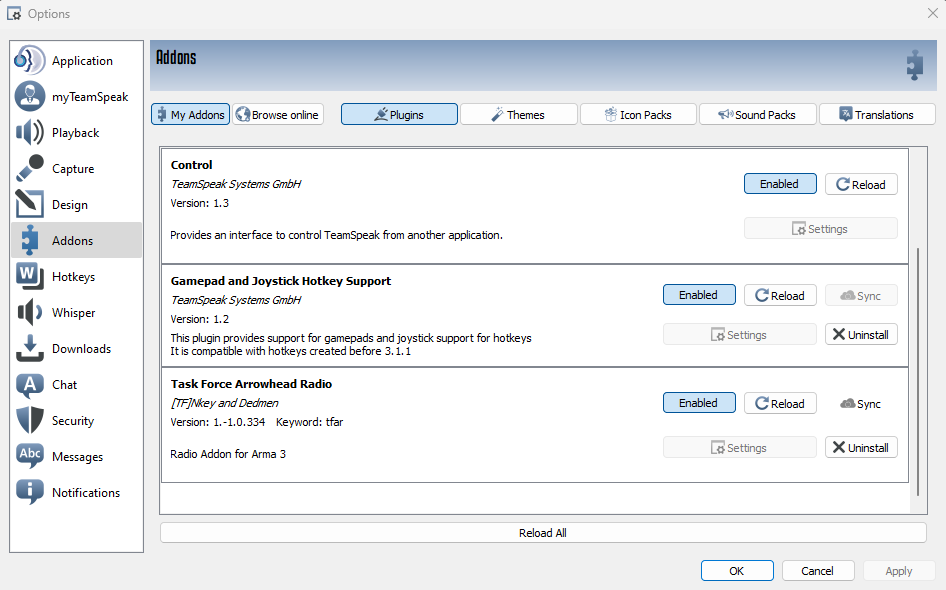 Options
Application
myTeamSpeak
Playback
Capture
Design
Addons
Hotkeys
Whisper
Downloads
Chat
Security
Messages
Notifications
Addons
My Addons Browse online Plugins Themes Icon Packs Sound Packs Translations
Control
TeamSpeak Systems GmbH
Version: 1.3
Provides an interface to control TeamSpeak from another application.
Enabled Reload
Settings
Gamepad and Joystick Hotkey Support
TeamSpeak Systems GmbH
Version: 1.2
This plugin provides support for gamepads and joystick support for hotkeys
It is compatible with hotkeys created before 3.1.1
Enabled Reload Sync
Settings Uninstall
Task Force Arrowhead Radio
[TF]Nkey and Dedmen
Version: 1.-1.0.334 Keyword: tfar
Radio Addon for Arma 3
Enabled Reload Sync
Settings Uninstall
Reload All
OK Cancel Apply